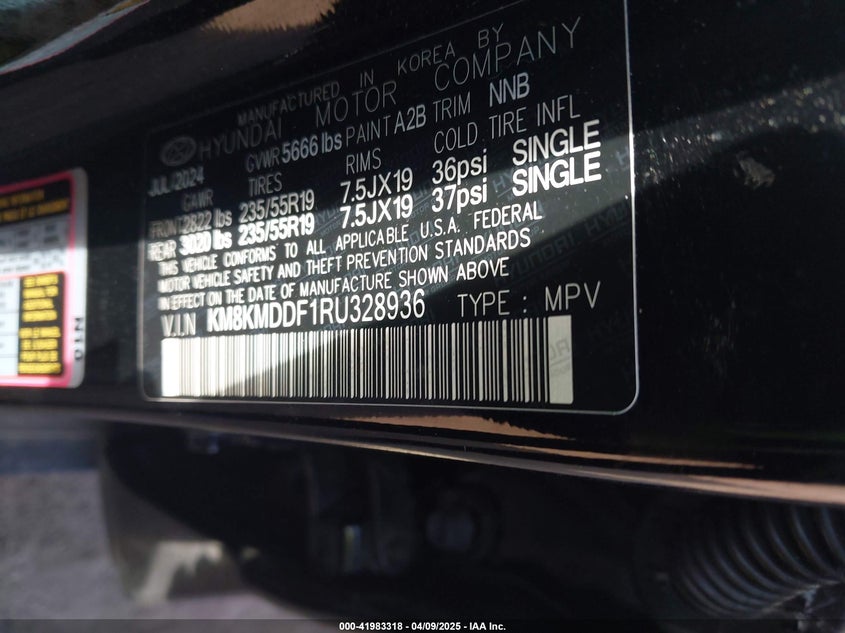 MANUFACTURED IN KOREA BY
HYUNDAI MOTOR COMPANY
JUL/2024 GVWR 5666 lbs PAINT A2B TRIM NNB
GAWR TIRES RIMS COLD TIRE INFL
FRONT 2822 lbs 235/55R19 7.5JX19 36psi SINGLE
REAR 3020 lbs 235/55R19 7.5JX19 37psi SINGLE
THIS VEHICLE CONFORMS TO ALL APPLICABLE U.S.A. FEDERAL
MOTOR VEHICLE SAFETY AND THEFT PREVENTION STANDARDS
IN EFFECT ON THE DATE OF MANUFACTURE SHOWN ABOVE
V.I.N KM8KMDDF1RU328936 TYPE : MPV
000-41983318 - 04/09/2025 - IAA Inc.